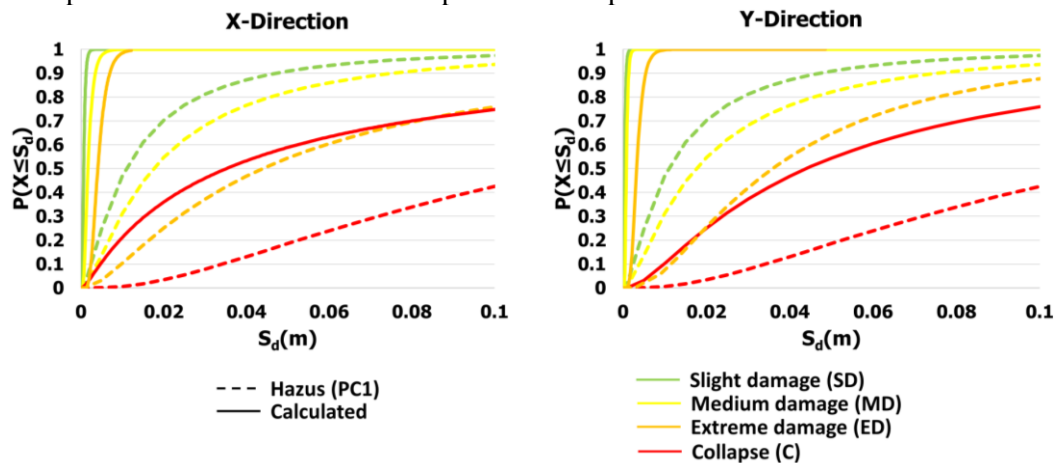 X-Direction
1
0.9
0.8
0.7
0.6
0.5
0.4
0.3
0.2
0.1
0
P(X≤S_d)
0 0.02 0.04 0.06 0.08 0.1
S_d(m)
Y-Direction
1
0.9
0.8
0.7
0.6
0.5
0.4
0.3
0.2
0.1
0
P(X≤S_d)
0 0.02 0.04 0.06 0.08 0.1
S_d(m)
Hazus (PC1)
Calculated
Slight damage (SD)
Medium damage (MD)
Extreme damage (ED)
Collapse (C)